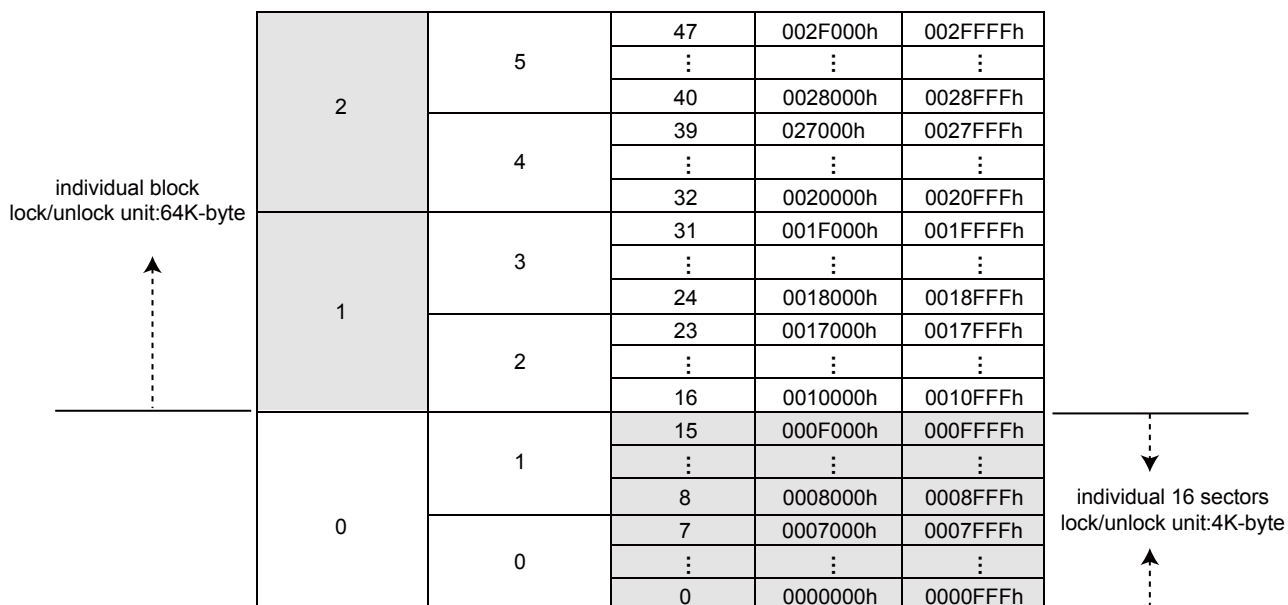 47 002F000h 002FFFFh
5
⋮ ⋮ ⋮
2
40 0028000h 0028FFFh
39 027000h 0027FFFh
4
⋮ ⋮ ⋮
individual block
lock/unlock unit:64K-byte
32 0020000h 0020FFFh
31 001F000h 001FFFFh
3
⋮ ⋮ ⋮
24 0018000h 0018FFFh
1
23 0017000h 0017FFFh
2
⋮ ⋮ ⋮
16 0010000h 0010FFFh
15 000F000h 000FFFFh
1
⋮ ⋮ ⋮
8 0008000h 0008FFFh
individual 16 sectors
lock/unlock unit:4K-byte
0
7 0007000h 0007FFFh
0
⋮ ⋮ ⋮
0 0000000h 0000FFFh